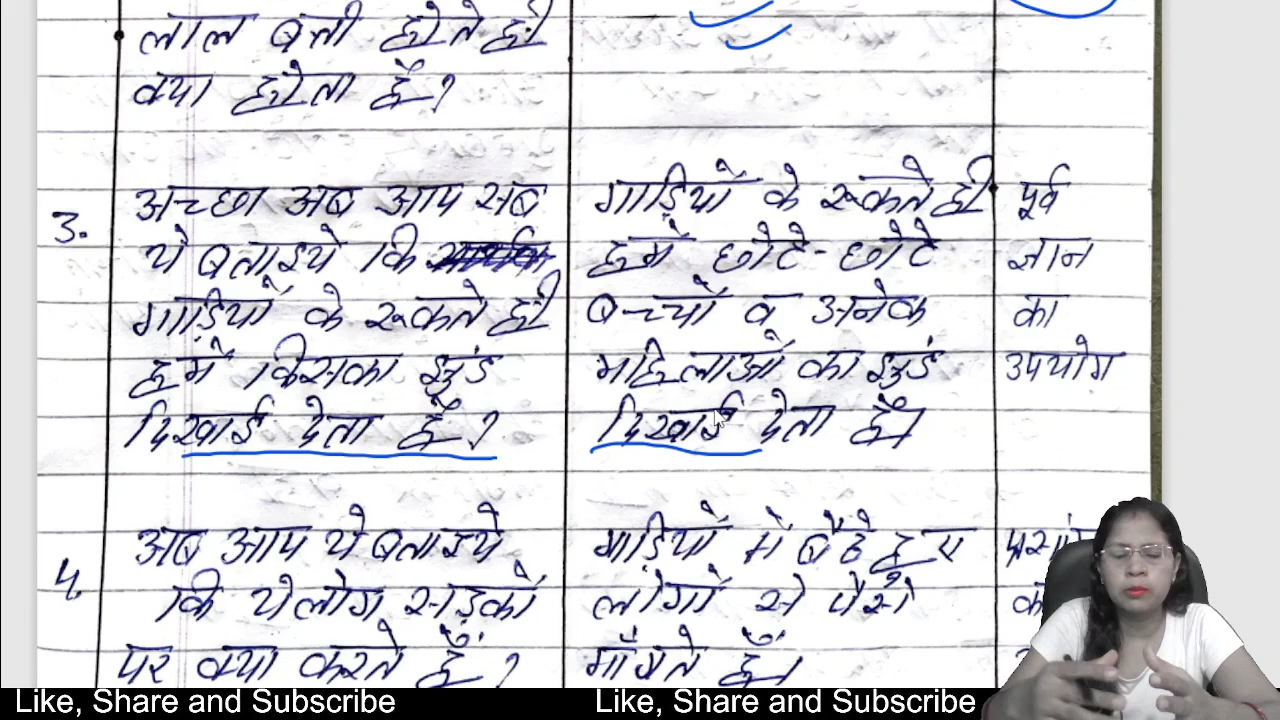 लाल बत्ती होते ही
क्या होता है?
3.
अच्छा अब आप सब
ये बताइये कि
गाड़ियों के रूकते ही
हमें किसका झुंड
दिखाई देता है?
गाड़ियों के रूकते ही
हमें छोटे-छोटे
बच्चों व अनेक
महिलाओं का झुंड
दिखाई देता है।
पूर्व
ज्ञान
का
उपयोग
4.
अब आप ये बताइये
कि ये लोग सड़कों
पर क्या करते हैं?
गाड़ियों में बैठे हुए
लोगों से पैसे
माँगते हैं।
Like, Share and Subscribe
Like, Share and Subscribe